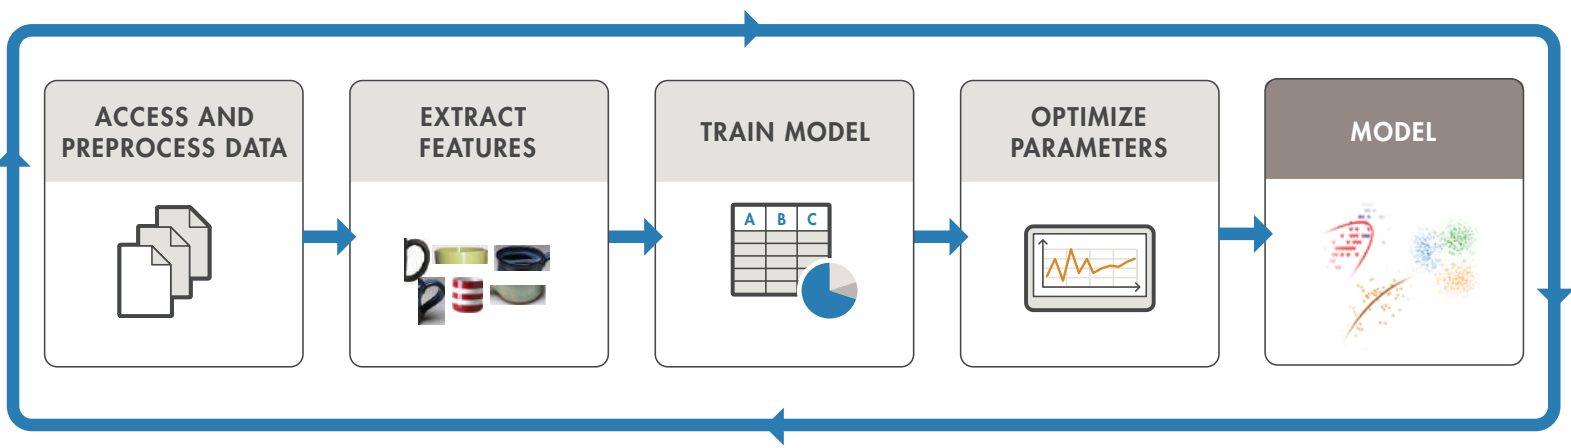 ACCESS AND
PREPROCESS DATA
EXTRACT
FEATURES
TRAIN MODEL
OPTIMIZE
PARAMETERS
MODEL
A B C